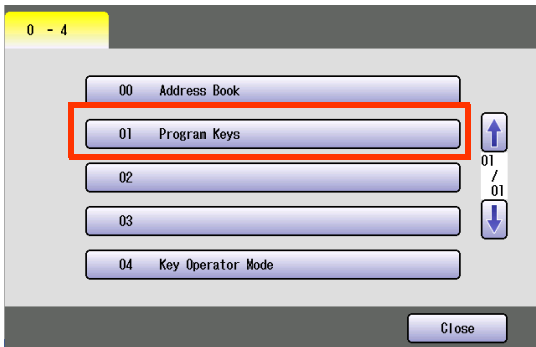 0 - 4
00 Address Book
01 Program Keys
02
03
04 Key Operator Mode
01
/
01
Close